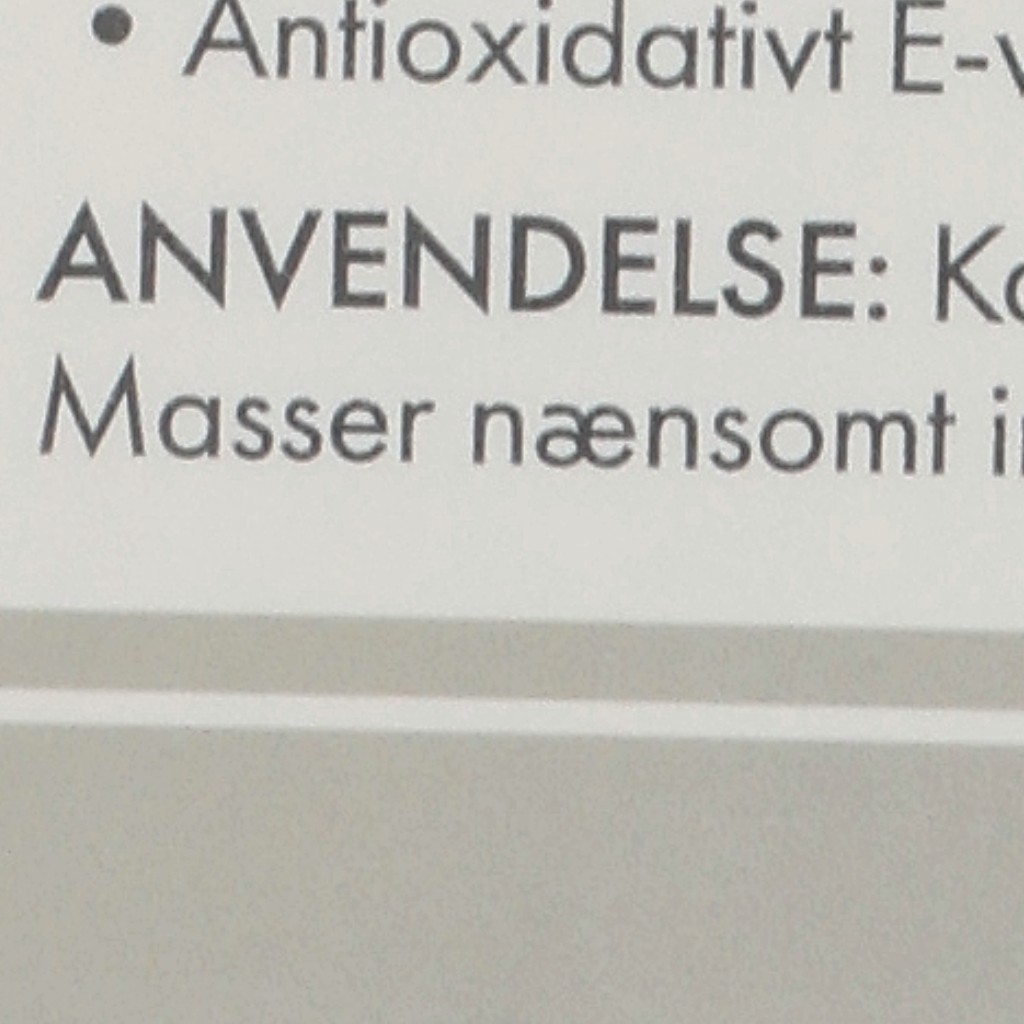 • Antioxidativt
ANVENDELSE:
Masser nænsomt